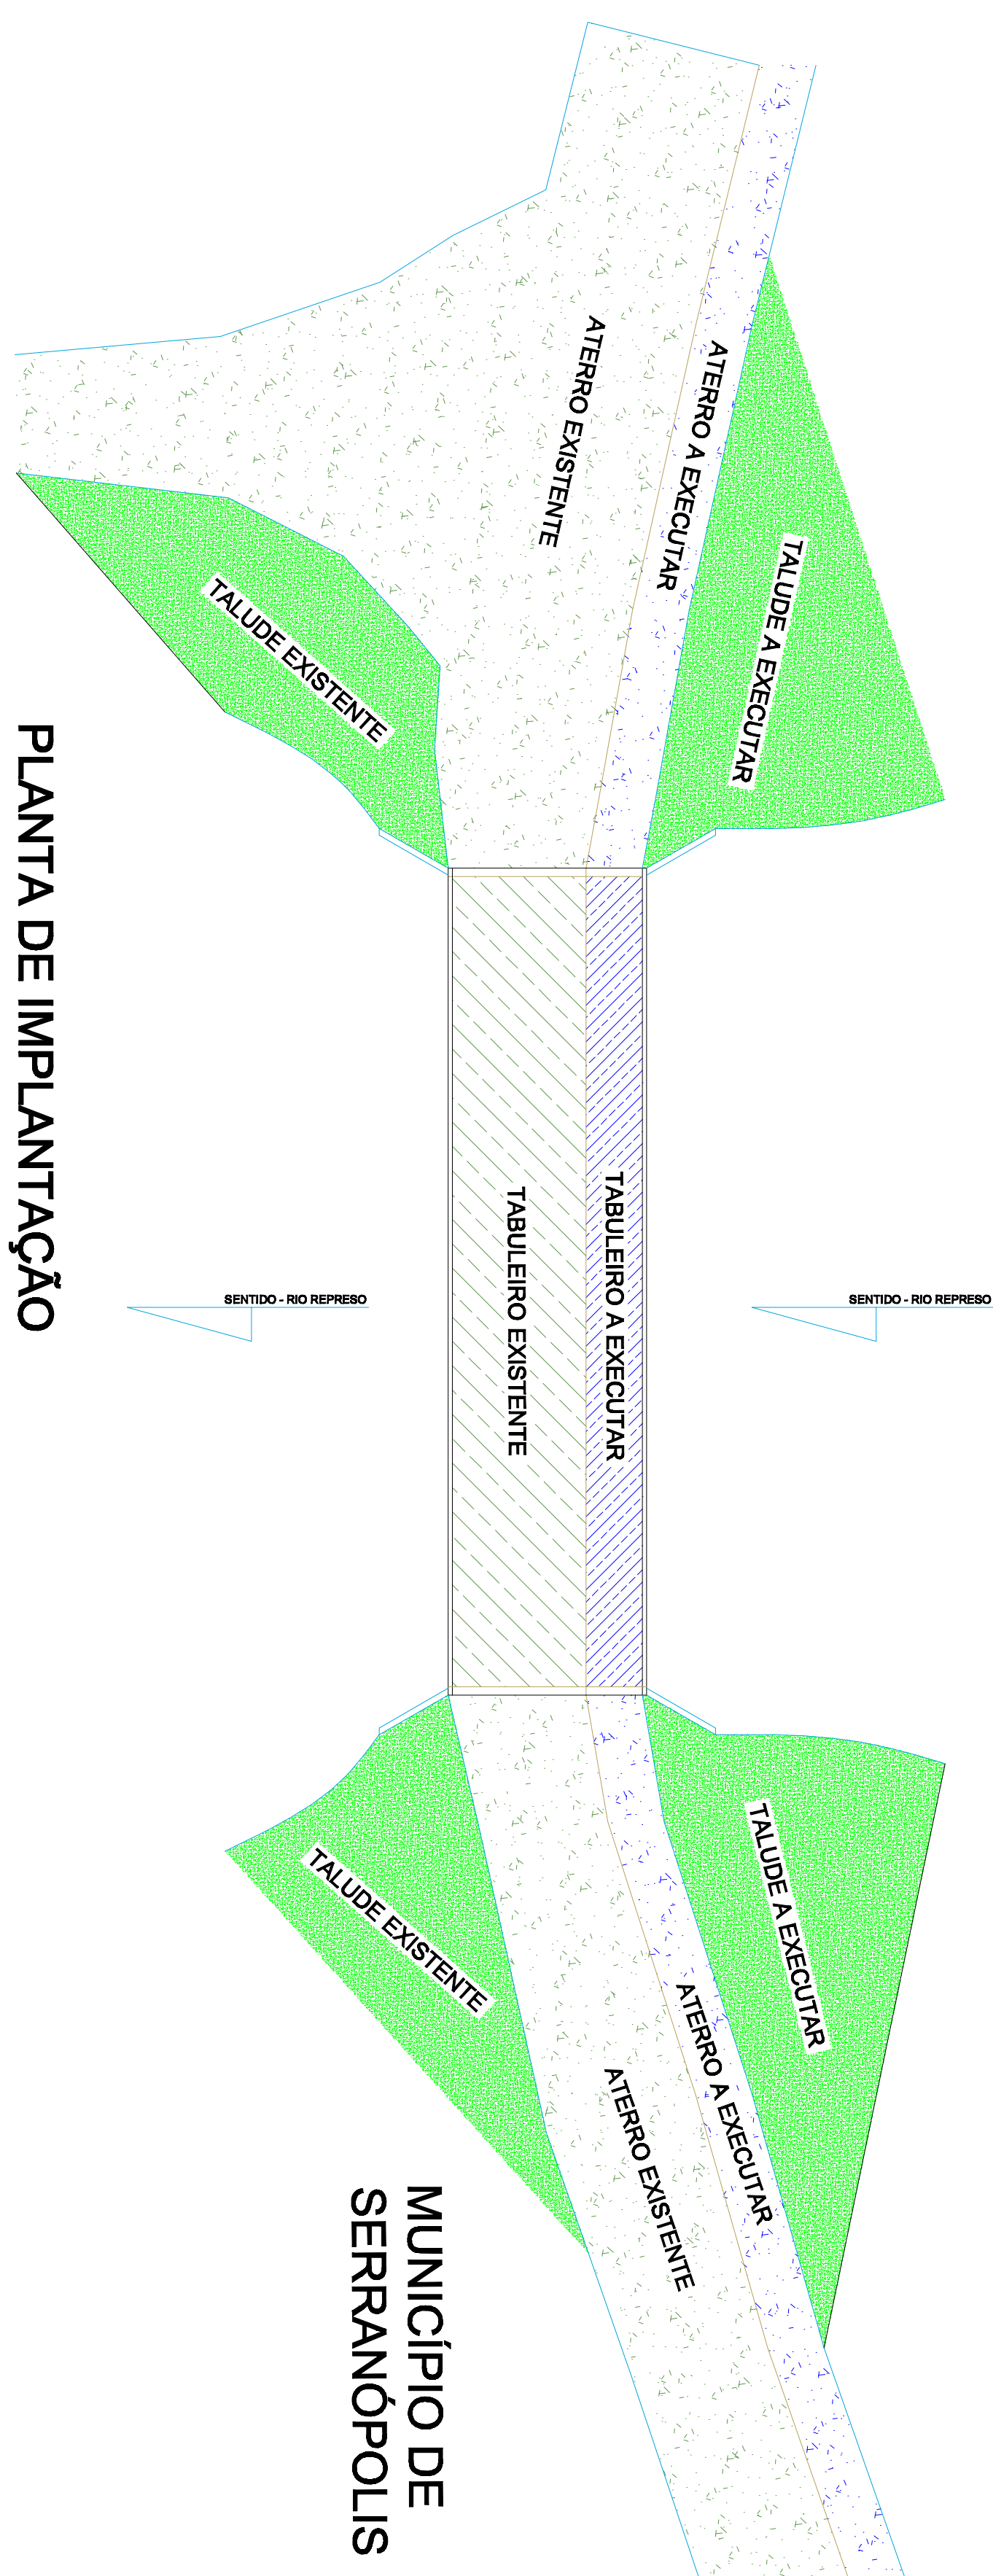 ATERRO A EXECUTAR
ATERRO EXISTENTE
TALUDE A EXECUTAR
TALUDE EXISTENTE
TABULEIRO A EXECUTAR
TABULEIRO EXISTENTE
SENTIDO - RIO REPRESO
SENTIDO - RIO REPRESO
TALUDE A EXECUTAR
TALUDE EXISTENTE
ATERRO A EXECUTAR
ATERRO EXISTENTE
MUNICÍPIO DE
SERRANÓPOLIS
PLANTA DE IMPLANTAÇÃO